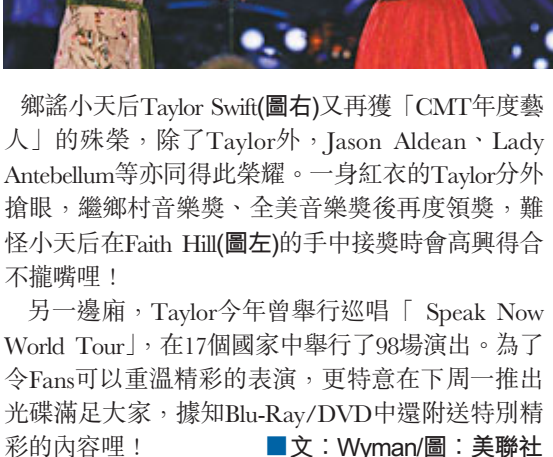 鄉謠小天后Taylor Swift(圖右)又再獲「CMT年度藝
人」的殊榮，除了Taylor外，Jason Aldean、Lady
Antebellum等亦同得此榮耀。一身紅衣的Taylor分外
搶眼，繼鄉村音樂獎、全美音樂獎後再度領獎，難
怪小天后在Faith Hill(圖左)的手中接獎時會高興得合
不攏嘴哩！
另一邊廂，Taylor今年曾舉行巡唱「 Speak Now
World Tour」，在17個國家中舉行了98場演出。為了
令Fans可以重溫精彩的表演，更特意在下周一推出
光碟滿足大家，據知Blu-Ray/DVD中還附送特別精
彩的內容哩！ ■文：Wyman/圖：美聯社